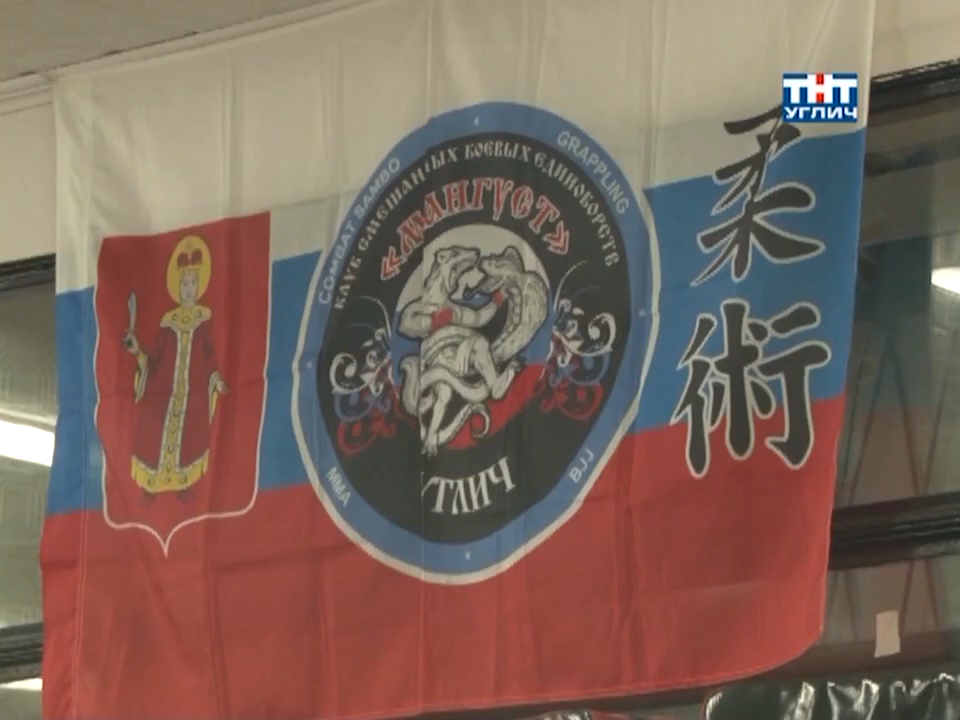 ТНТ
УГЛИЧ
COMBAT SAMBO
GRAPPLING
КЛУБ СМЕШАННЫХ БОЕВЫХ ЕДИНОБОРСТВ
«МАНГУСТ»
УГЛИЧ
MMA
BJJ
柔
術